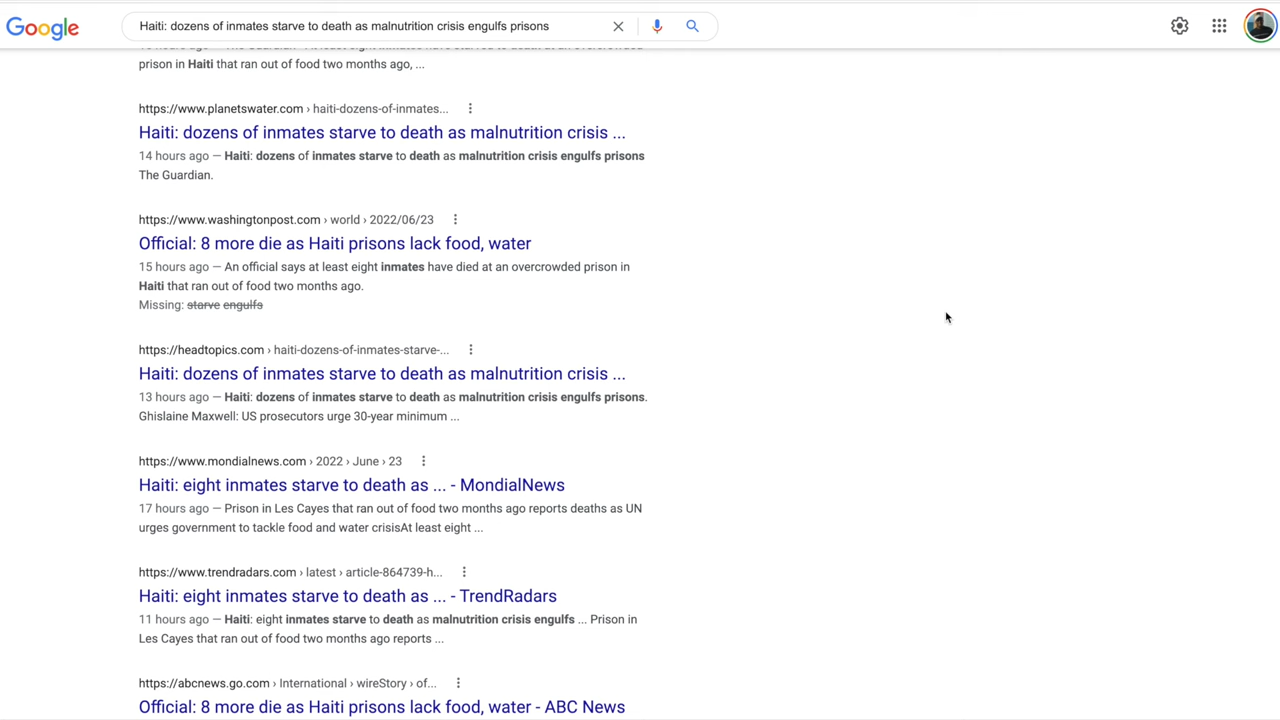 Google
Haiti: dozens of inmates starve to death as malnutrition crisis engulfs prisons
prison in Haiti that ran out of food two months ago, ...
https://www.planetswater.com › haiti-dozens-of-inmates...
Haiti: dozens of inmates starve to death as malnutrition crisis ...
14 hours ago — Haiti: dozens of inmates starve to death as malnutrition crisis engulfs prisons
The Guardian.
https://www.washingtonpost.com › world › 2022/06/23
Official: 8 more die as Haiti prisons lack food, water
15 hours ago — An official says at least eight inmates have died at an overcrowded prison in
Haiti that ran out of food two months ago.
Missing: starve engulfs
https://headtopics.com › haiti-dozens-of-inmates-starve-...
Haiti: dozens of inmates starve to death as malnutrition crisis ...
13 hours ago — Haiti: dozens of inmates starve to death as malnutrition crisis engulfs prisons.
Ghislaine Maxwell: US prosecutors urge 30-year minimum ...
https://www.mondialnews.com › 2022 › June › 23
Haiti: eight inmates starve to death as ... - MondialNews
17 hours ago — Prison in Les Cayes that ran out of food two months ago reports deaths as UN
urges government to tackle food and water crisisAt least eight ...
https://www.trendradars.com › latest › article-864739-h...
Haiti: eight inmates starve to death as ... - TrendRadars
11 hours ago — Haiti: eight inmates starve to death as malnutrition crisis engulfs ... Prison in
Les Cayes that ran out of food two months ago reports ...
https://abcnews.go.com › International › wireStory › of...
Official: 8 more die as Haiti prisons lack food, water - ABC News